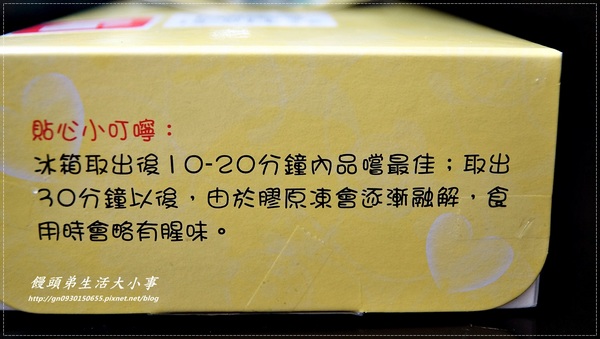 貼心小叮嚀：
冰箱取出後10-20分鐘內品嚐最佳；取出
30分鐘以後，由於膠原凍會逐漸融解，食
用時會略有腥味。
饅頭弟生活大小事
http://gn0930150655.pixnet.net/blog